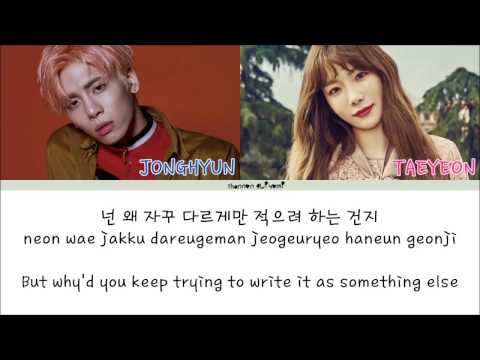 JONGHYUN
TAEYEON
넌 왜 자꾸 다르게만 적으려 하는 건지
neon wae jakku dareugeman jeogeuryeo haneun geonji
But why'd you keep trying to write it as something else